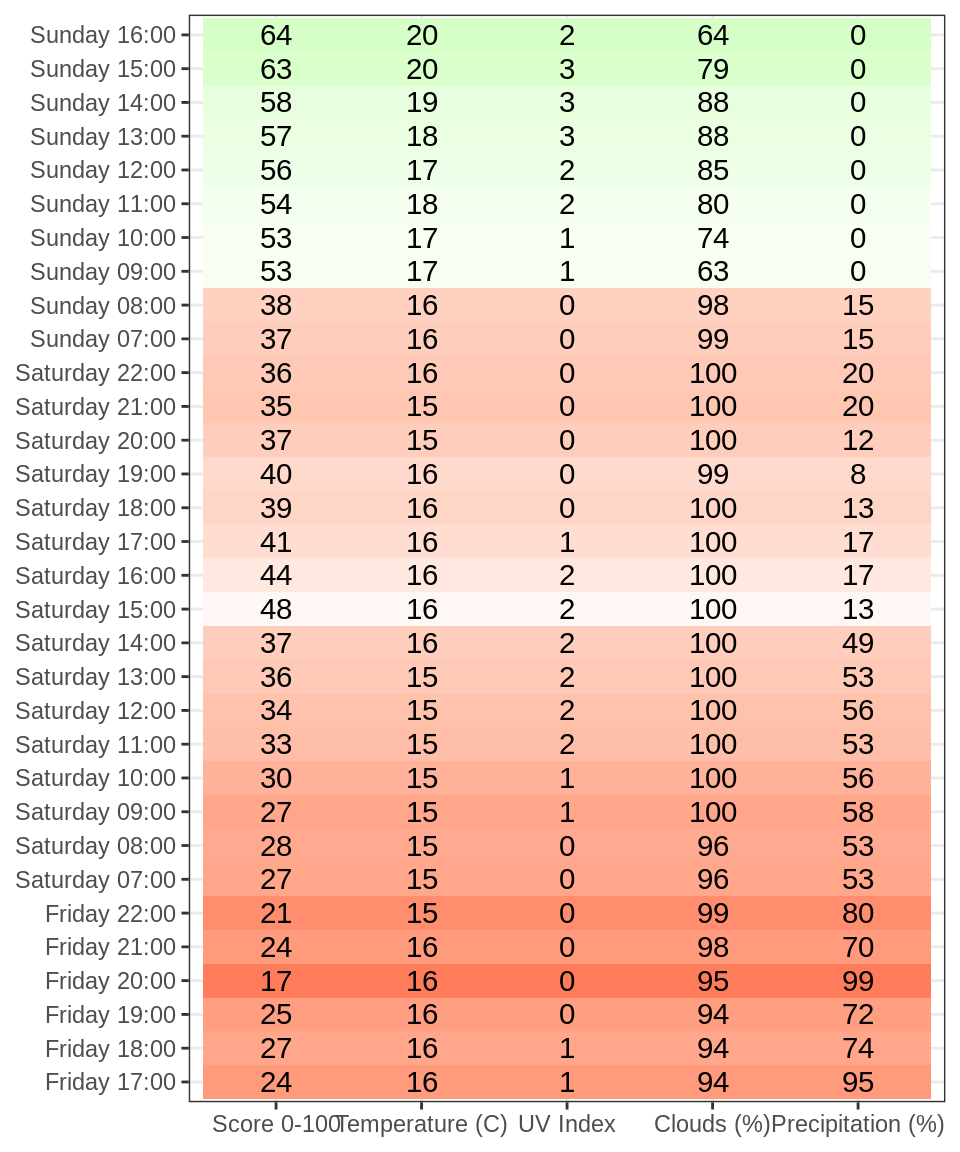 Sunday 16:00 64 20 2 64 0
Sunday 15:00 63 20 3 79 0
Sunday 14:00 58 19 3 88 0
Sunday 13:00 57 18 3 88 0
Sunday 12:00 56 17 2 85 0
Sunday 11:00 54 18 2 80 0
Sunday 10:00 53 17 1 74 0
Sunday 09:00 53 17 1 63 0
Sunday 08:00 38 16 0 98 15
Sunday 07:00 37 16 0 99 15
Saturday 22:00 36 16 0 100 20
Saturday 21:00 35 15 0 100 20
Saturday 20:00 37 15 0 100 12
Saturday 19:00 40 16 0 99 8
Saturday 18:00 39 16 0 100 13
Saturday 17:00 41 16 1 100 17
Saturday 16:00 44 16 2 100 17
Saturday 15:00 48 16 2 100 13
Saturday 14:00 37 16 2 100 49
Saturday 13:00 36 15 2 100 53
Saturday 12:00 34 15 2 100 56
Saturday 11:00 33 15 2 100 53
Saturday 10:00 30 15 1 100 56
Saturday 09:00 27 15 1 100 58
Saturday 08:00 28 15 0 96 53
Saturday 07:00 27 15 0 96 53
Friday 22:00 21 15 0 99 80
Friday 21:00 24 16 0 98 70
Friday 20:00 17 16 0 95 99
Friday 19:00 25 16 0 94 72
Friday 18:00 27 16 1 94 74
Friday 17:00 24 16 1 94 95
Score 0-100 Temperature (C) UV Index Clouds (%) Precipitation (%)